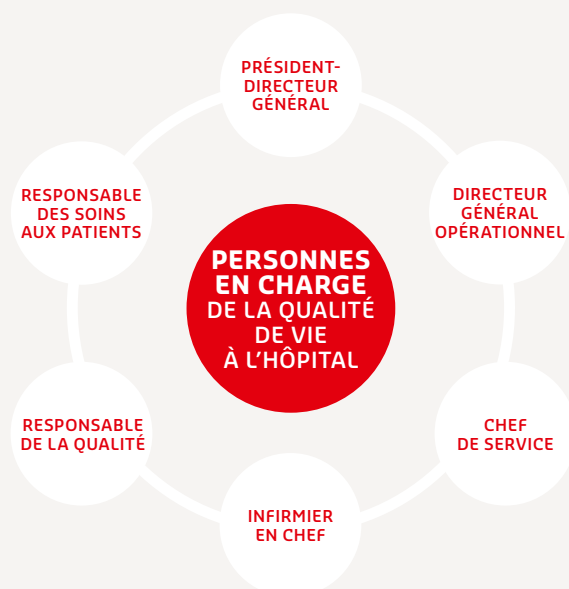 PRÉSIDENT-
DIRECTEUR
GÉNÉRAL
RESPONSABLE
DES SOINS
AUX PATIENTS
DIRECTEUR
GÉNÉRAL
OPÉRATIONNEL
PERSONNES
EN CHARGE
DE LA QUALITÉ
DE VIE
À L'HÔPITAL
RESPONSABLE
DE LA QUALITÉ
CHEF
DE SERVICE
INFIRMIER
EN CHEF